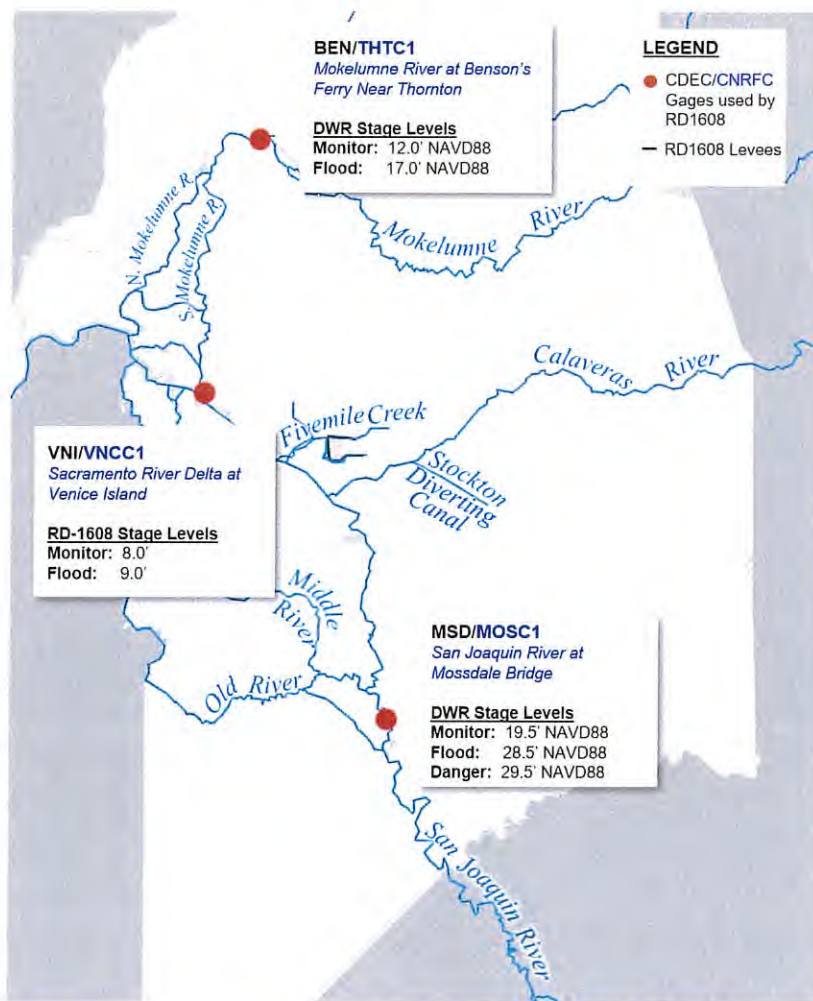 BEN/THTC1
Mokelumne River at Benson's
Ferry Near Thornton
DWR Stage Levels
Monitor: 12.0' NAVD88
Flood: 17.0' NAVD88
LEGEND
CDEC/CNRFC
Gages used by
RD1608
RD1608 Levees
N. Mokelumne R.
S. Mokelumne R.
Mokelumne River
Calaveras River
Fivemile Creek
Stockton
Diverting
Canal
VNI/VNCC1
Sacramento River Delta at
Venice Island
RD-1608 Stage Levels
Monitor: 8.0'
Flood: 9.0'
Middle
River
Old River
MSD/MOSC1
San Joaquin River at
Mossdale Bridge
DWR Stage Levels
Monitor: 19.5' NAVD88
Flood: 28.5' NAVD88
Danger: 29.5' NAVD88
San Joaquin River